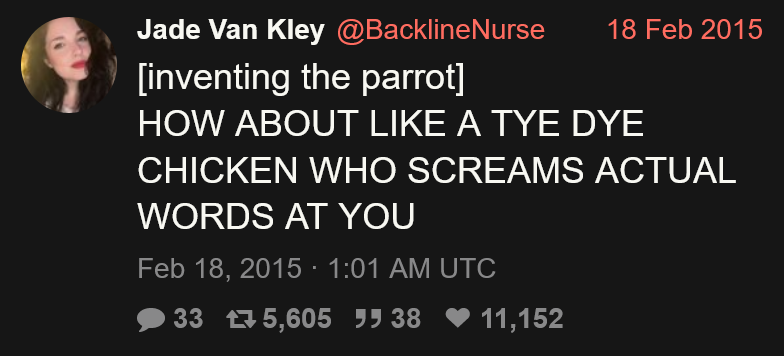 Jade Van Kley @BacklineNurse 18 Feb 2015
[inventing the parrot]
HOW ABOUT LIKE A TYE DYE
CHICKEN WHO SCREAMS ACTUAL
WORDS AT YOU
Feb 18, 2015 · 1:01 AM UTC
33 5,605 38 11,152